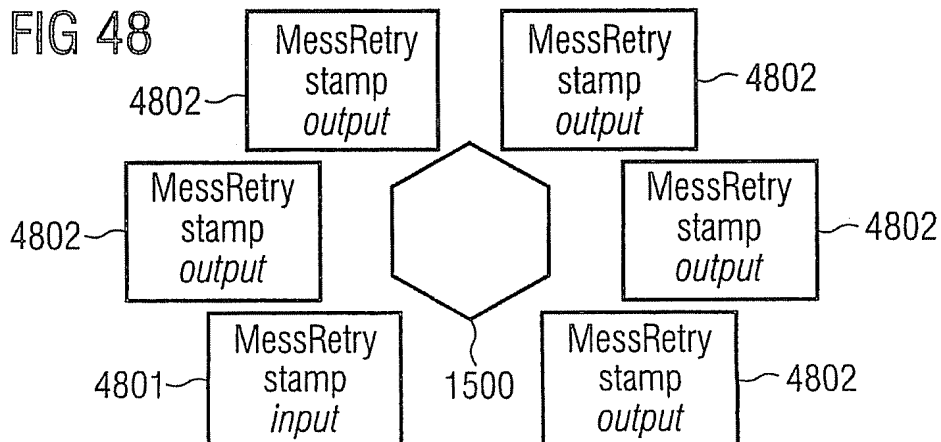 FIG 48
MessRetry
stamp
output
4802
MessRetry
stamp
output
4802
MessRetry
stamp
output
4802
MessRetry
stamp
output
4802
MessRetry
stamp
input
4801
1500
MessRetry
stamp
output
4802